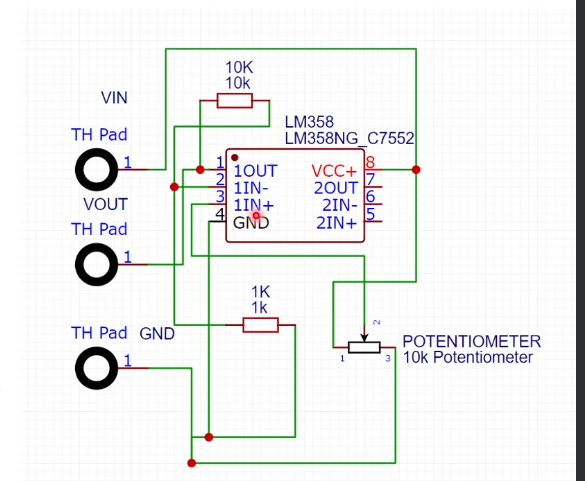 10K
10k
VIN
LM358
LM358NG_C7552
TH Pad
1
1
1OUT
VCC+
8
2
1IN-
2OUT
7
3
1IN+
2IN-
6
4
GND
2IN+
5
VOUT
TH Pad
1
1K
1k
TH Pad
GND
1
2
POTENTIOMETER
10k Potentiometer
1
3